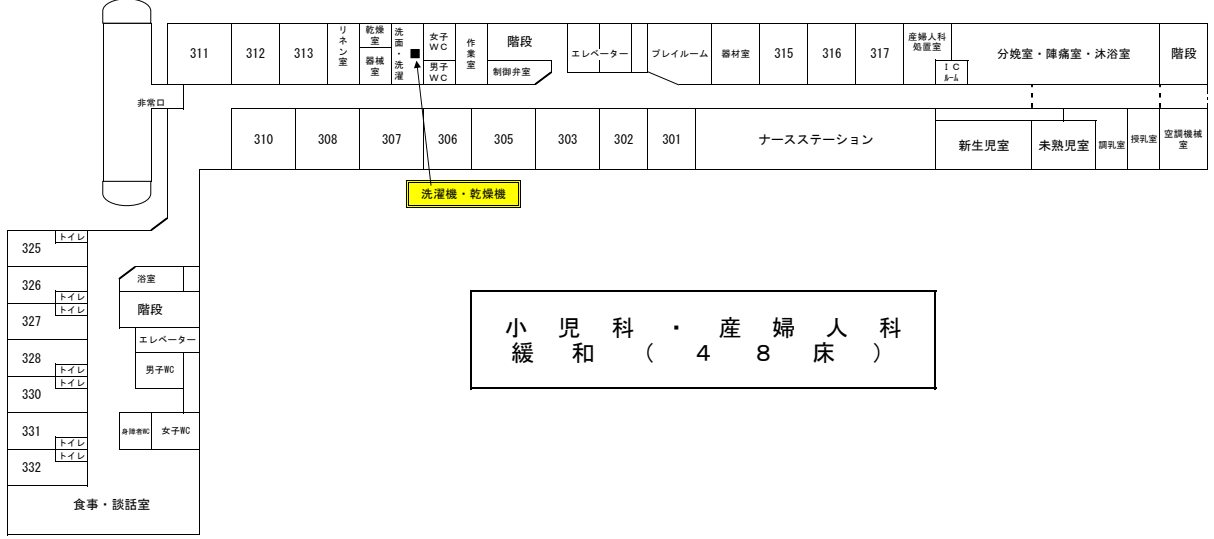 311
312
313
リネン室
乾燥室
器械室
洗面・洗濯
女子WC
男子WC
作業室
階段
制御弁室
エレベーター
プレイルーム
器材室
315
316
317
産婦人科
処置室
IC
ルーム
分娩室・陣痛室・沐浴室
階段
非常口
310
308
307
306
305
303
302
301
ナースステーション
新生児室
未熟児室
調乳室
授乳室
空調機械
室
洗濯機・乾燥機
325
トイレ
326
トイレ
327
トイレ
328
トイレ
330
トイレ
331
トイレ
332
トイレ
食事・談話室
浴室
階段
エレベーター
男子WC
身障者WC
女子WC
小児科・産婦人科
緩和(48床)